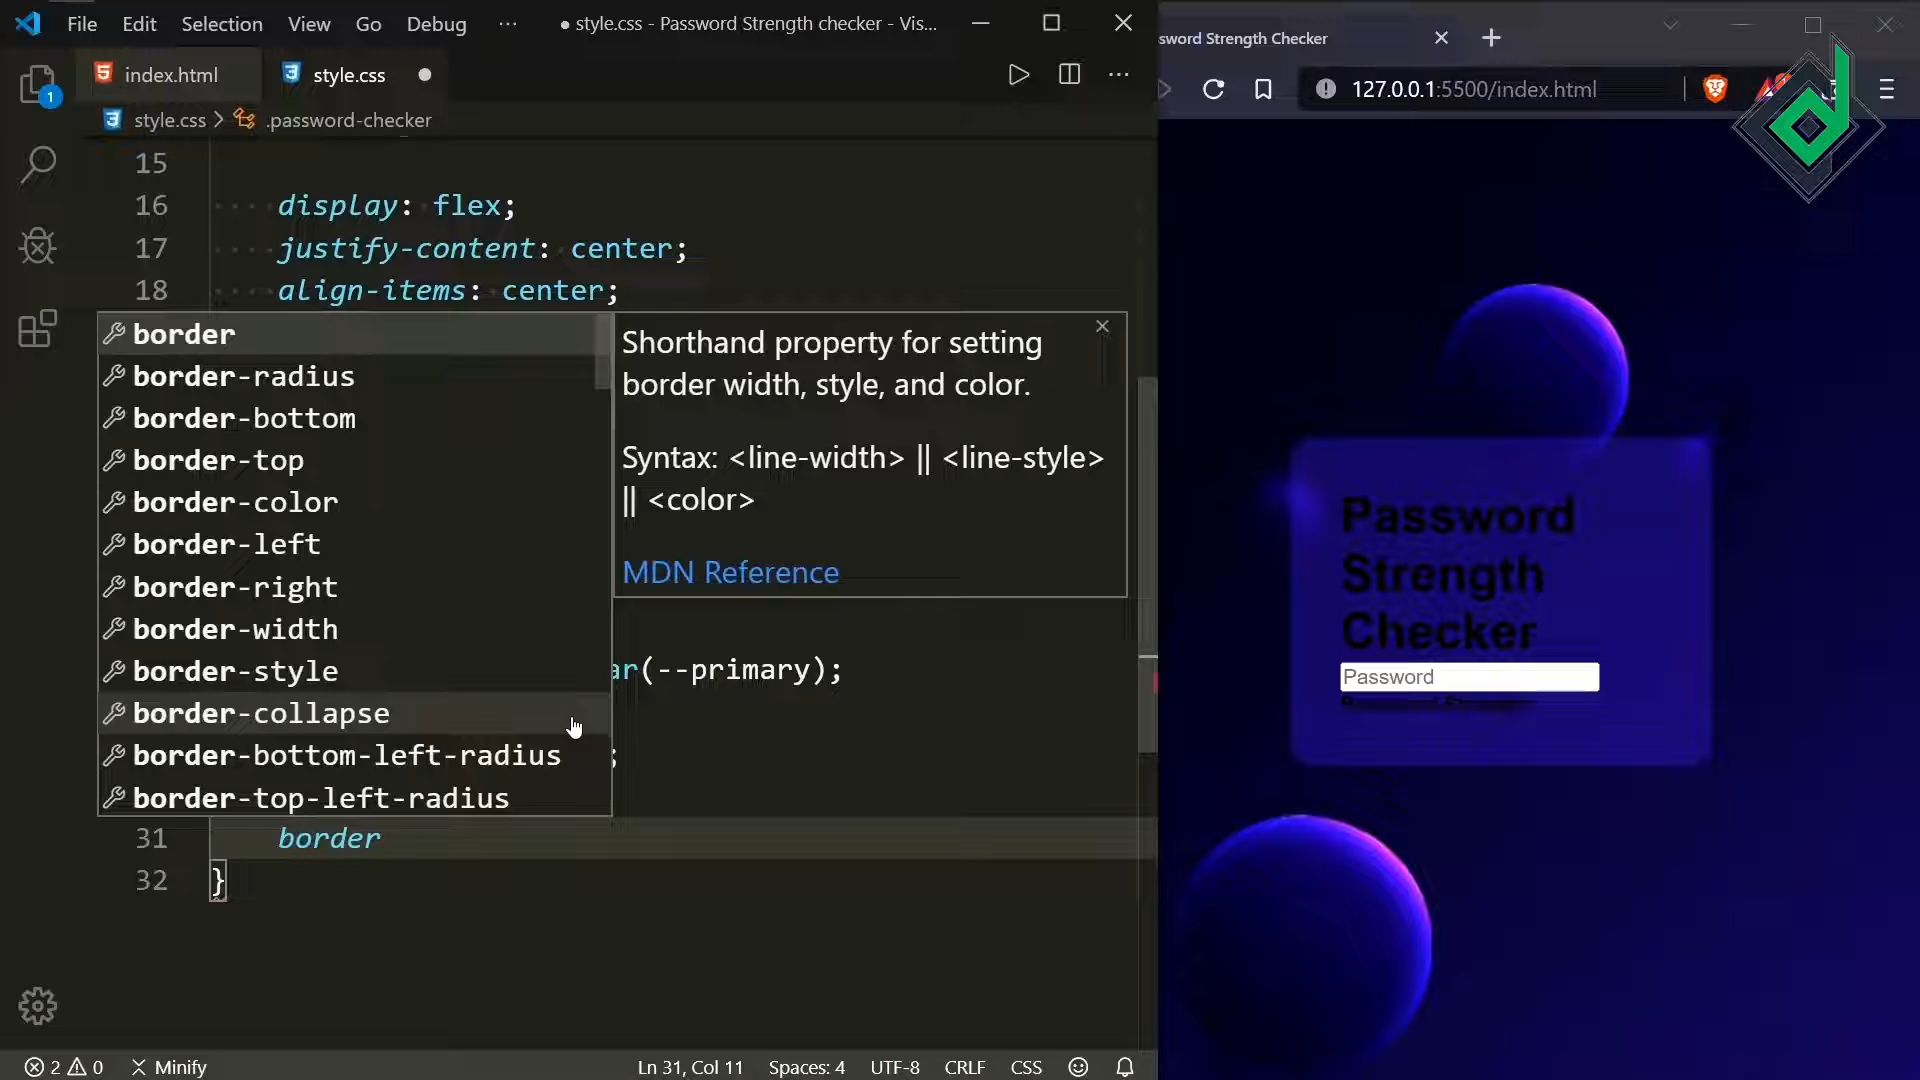 File Edit Selection View Go Debug ··· ● style.css - Password Strength checker - Vis...
index.html style.css ●
style.css > .password-checker
15
16 display: flex;
17 justify-content: center;
18 align-items: center;
border
border-radius
border-bottom
border-top
border-color
border-left
border-right
border-width
border-style
border-collapse
border-bottom-left-radius
border-top-left-radius
Shorthand property for setting
border width, style, and color.
Syntax: <line-width> || <line-style>
|| <color>
MDN Reference
ar(--primary);
;
31 border
32 }
2 0 Minify Ln 31, Col 11 Spaces: 4 UTF-8 CRLF CSS
sword Strength Checker
127.0.0.1:5500/index.html
Password
Strength
Checker
Password
1